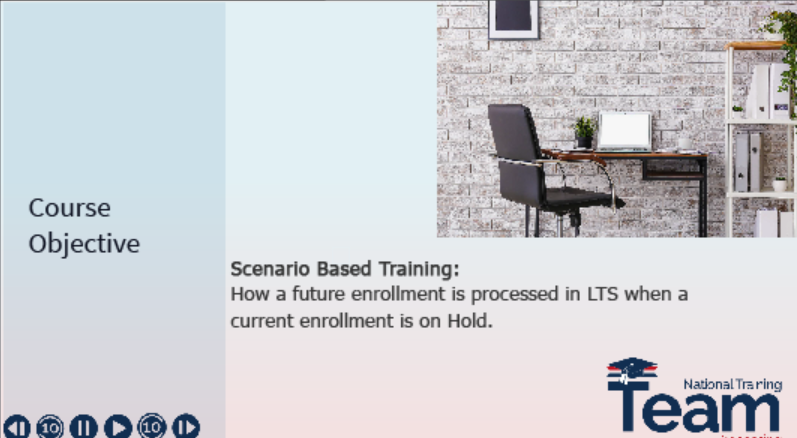 Course
Objective
Scenario Based Training:
How a future enrollment is processed in LTS when a
current enrollment is on Hold.
10
10
National Training
Team